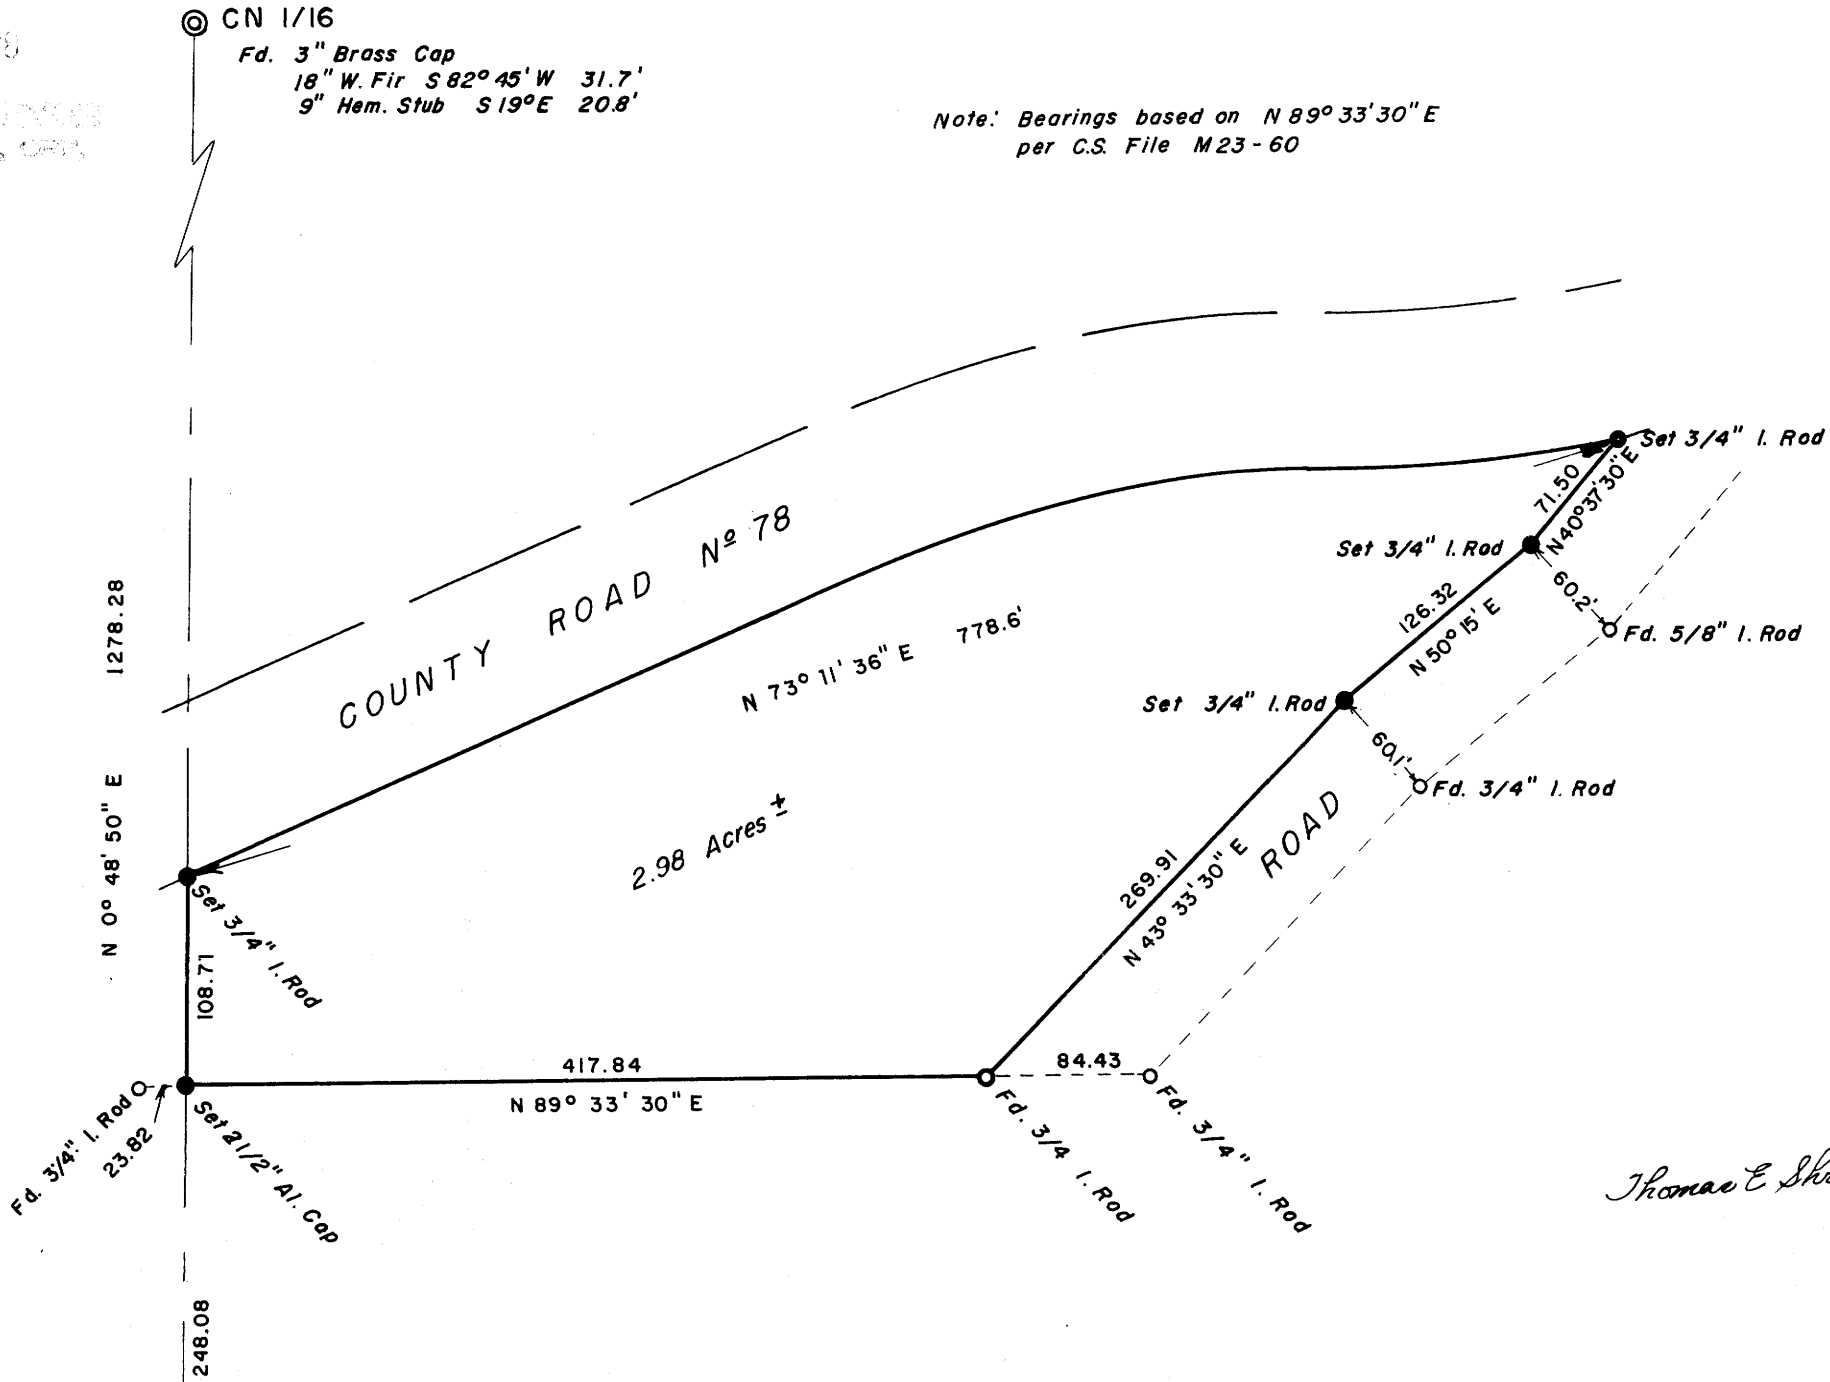 CN 1/16
Fd. 3" Brass Cap
18" W. Fir S 82° 45' W 31.7'
9" Hem. Stub S 19° E 20.8'
Note: Bearings based on N 89° 33' 30" E
per C.S. File M 23 - 60
COUNTY ROAD Nº 78
N 73° 11' 36" E 778.6'
2.98 Acres ±
1278.28
N 0° 48' 50" E
Set 3/4" I. Rod
71.50
N 40° 37' 30" E
Set 3/4" I. Rod
60.2'
126.32
N 50° 15' E
Fd. 5/8" I. Rod
Set 3/4" I. Rod
60.1'
Fd. 3/4" I. Rod
ROAD
269.91
N 43° 33' 30" E
Set 3/4" I. Rod
108.71
417.84
N 89° 33' 30" E
84.43
Fd. 3/4" I. Rod
23.82
Set 2 1/2" Al. Cap
Fd. 3/4 I. Rod
Fd. 3/4" I. Rod
248.08
Thomas E